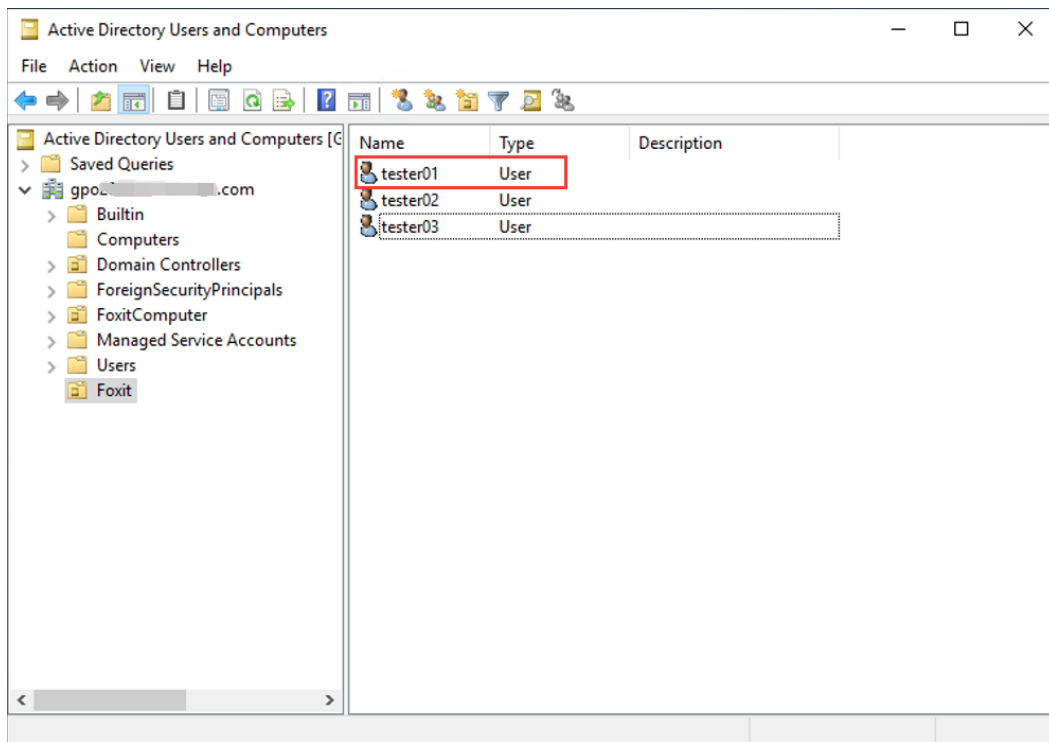 Active Directory Users and Computers
File Action View Help
Active Directory Users and Computers [G
Saved Queries
.com
Builtin
Computers
Domain Controllers
ForeignSecurityPrincipals
FoxitComputer
Managed Service Accounts
Users
Foxit
Name Type Description
tester01 User
tester02 User
tester03 User